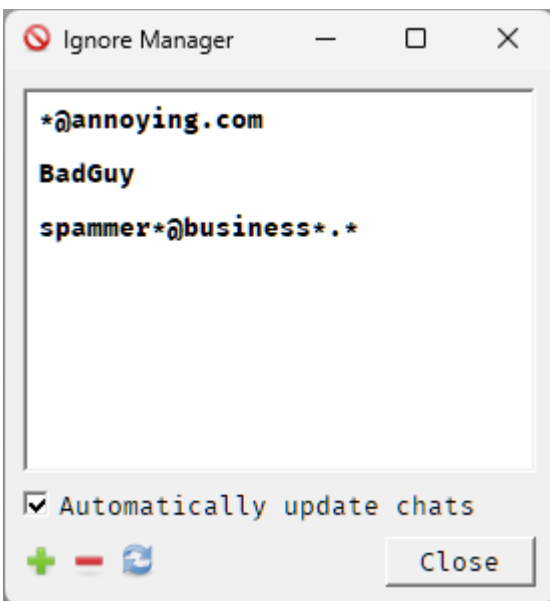 Ignore Manager
*@annoying.com
BadGuy
spammer*@business*.*
Automatically update chats
Close